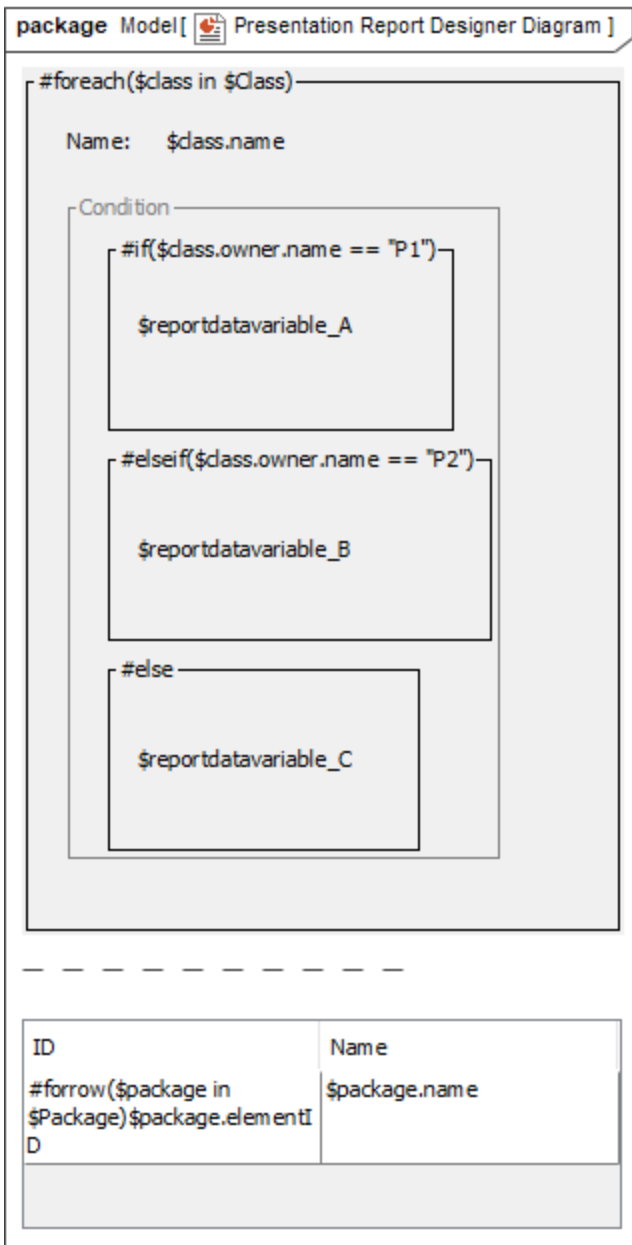 package Model[ Presentation Report Designer Diagram ]
#foreach($class in $Class)
Name: $class.name
Condition
#if($class.owner.name == "P1")
$reportdatavariable_A
#elseif($class.owner.name == "P2")
$reportdatavariable_B
#else
$reportdatavariable_C
ID Name
#forrow($package in $package.name
$Package)$package.elementI
D